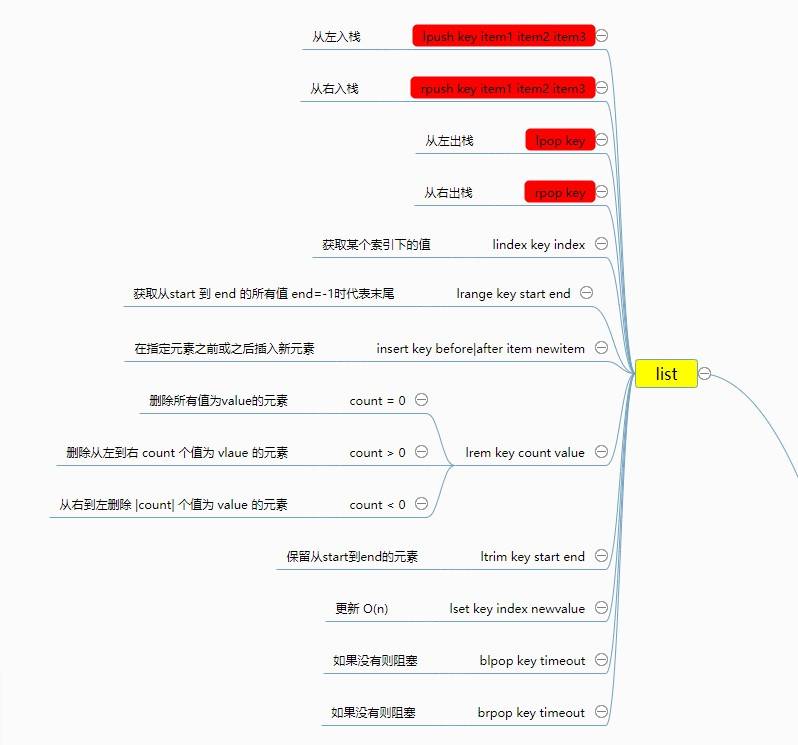 从左入栈 lpush key item1 item2 item3
从右入栈 rpush key item1 item2 item3
从左出栈 lpop key
从右出栈 rpop key
获取某个索引下的值 lindex key index
获取从start 到 end 的所有值 end=-1时代表末尾 lrange key start end
在指定元素之前或之后插入新元素 insert key before|after item newitem
list
删除所有值为value的元素 count = 0
删除从左到右 count 个值为 vlaue 的元素 count > 0 lrem key count value
从右到左删除 |count| 个值为 value 的元素 count < 0
保留从start到end的元素 ltrim key start end
更新 O(n) lset key index newvalue
如果没有则阻塞 blpop key timeout
如果没有则阻塞 brpop key timeout